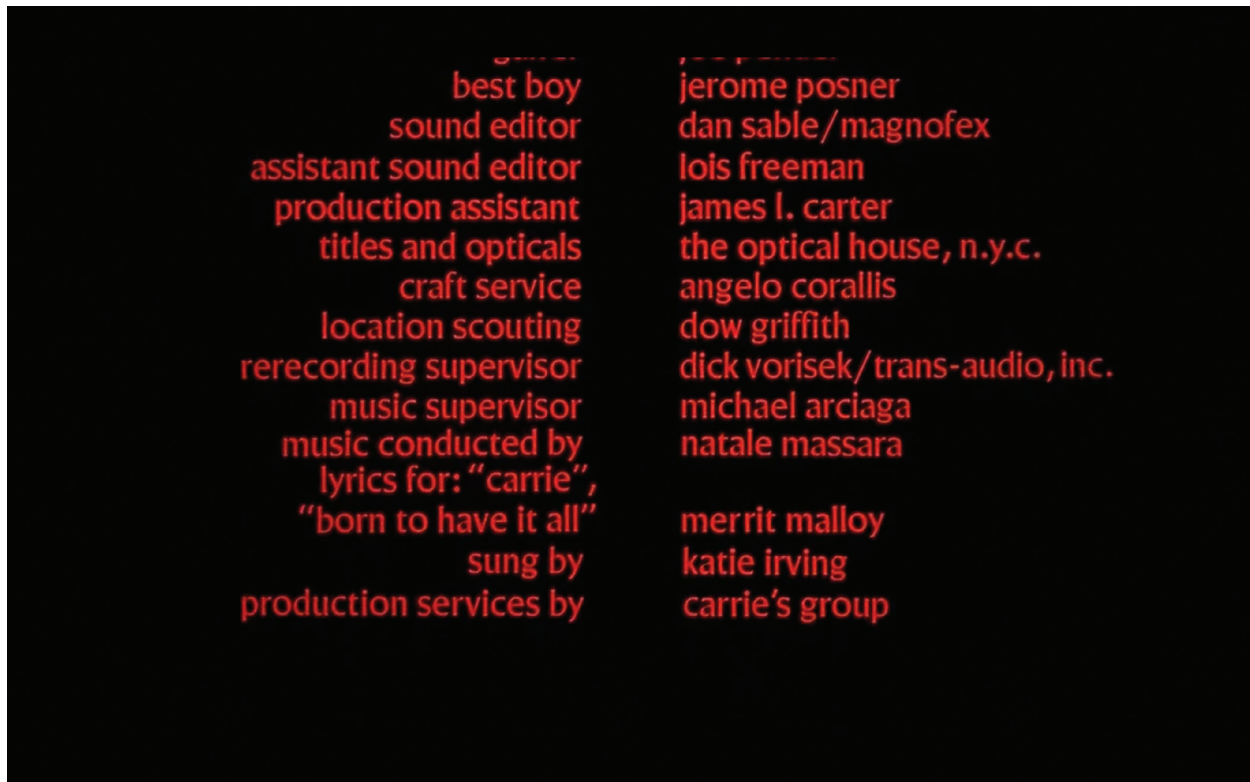 best boy jerome posner
sound editor dan sable/magnofex
assistant sound editor lois freeman
production assistant james l. carter
titles and opticals the optical house, n.y.c.
craft service angelo corallis
location scouting dow griffith
rerecording supervisor dick vorisek/trans-audio, inc.
music supervisor michael arciaga
music conducted by natale massara
lyrics for: "carrie",
"born to have it all" merrit malloy
sung by katie irving
production services by carrie's group